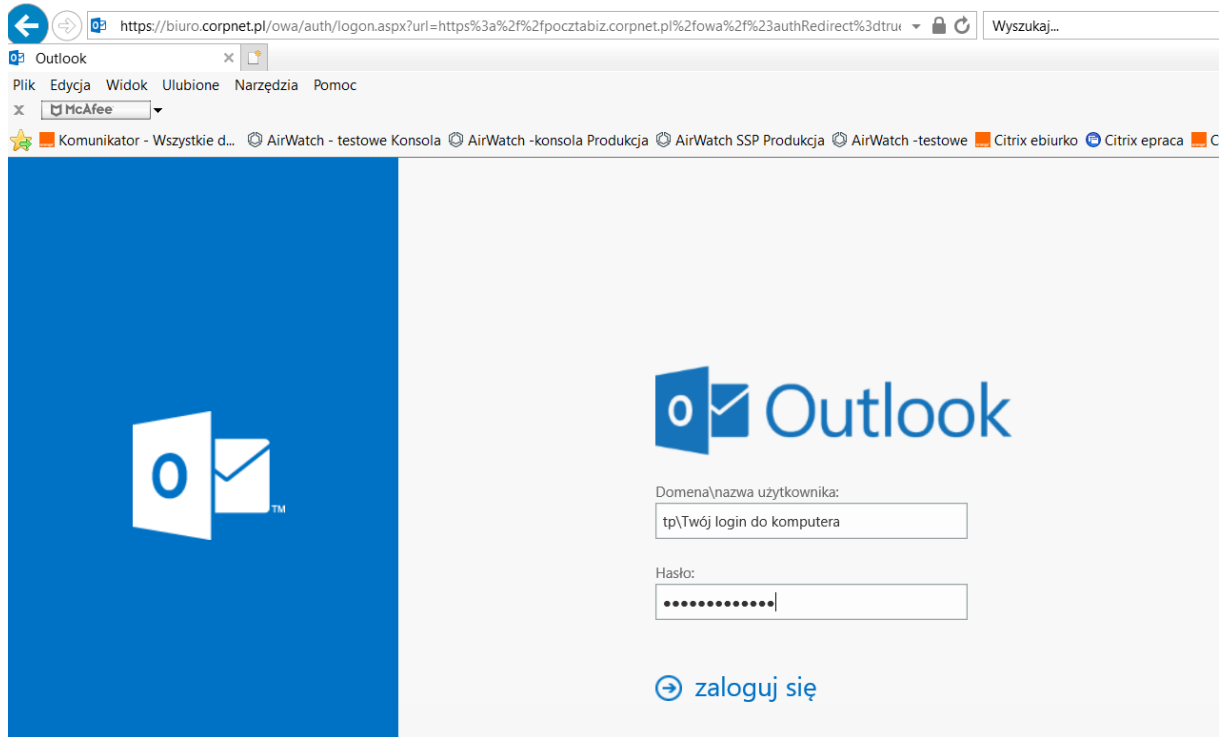 https://biuro.corpnet.pl/owa/auth/logon.aspx?url=https%3a%2f%2fpocztabiz.corpnet.pl%2fowa%2f%23authRedirect%3dtrue Wyszukaj...
Outlook
Plik Edycja Widok Ulubione Narzędzia Pomoc
x McAfee
Komunikator - Wszystkie d... AirWatch - testowe Konsola AirWatch -konsola Produkcja AirWatch SSP Produkcja AirWatch -testowe Citrix ebiurko Citrix epraca C
o Outlook
Domena\nazwa użytkownika:
tp\Twój login do komputera
O TM
Hasło:
•••••••••••••
zaloguj się